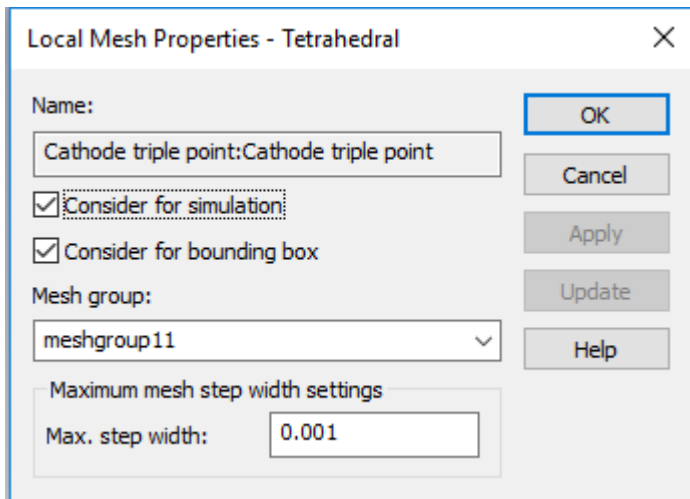 Local Mesh Properties - Tetrahedral
Name:
Cathode triple point:Cathode triple point
Consider for simulation
Consider for bounding box
Mesh group:
meshgroup11
Maximum mesh step width settings
Max. step width:
0.001
OK
Cancel
Apply
Update
Help